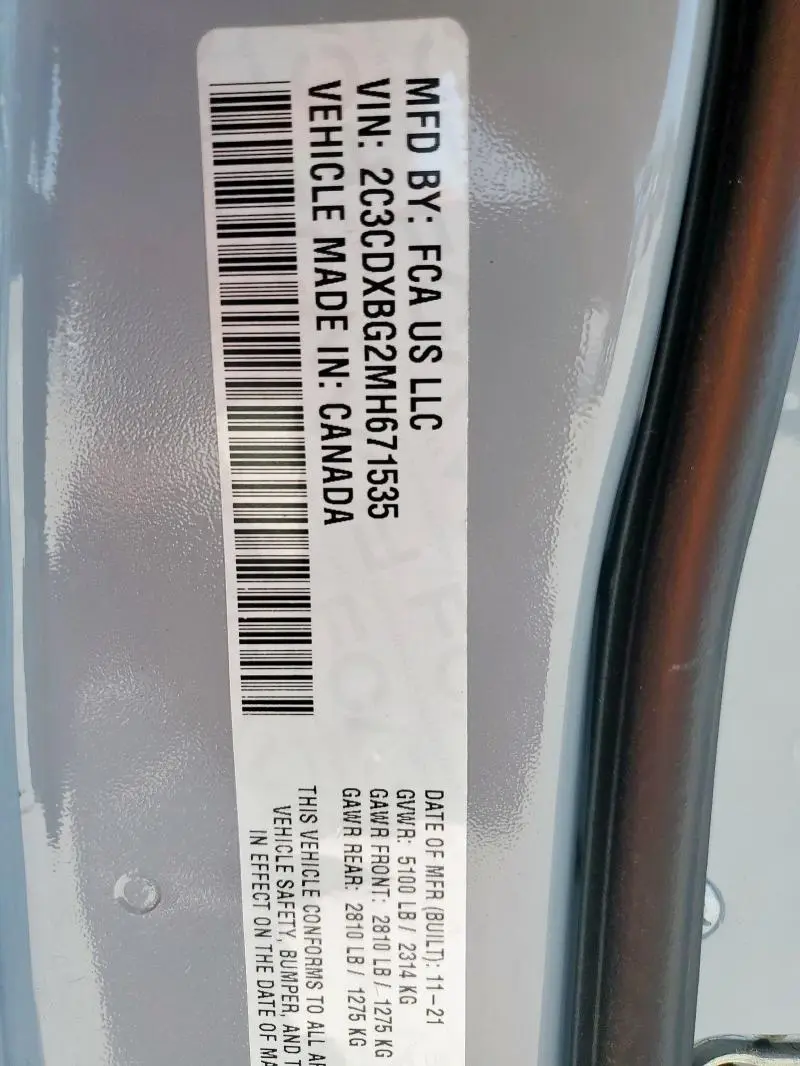 MFD BY: FCA US LLC
VIN: 2C3CDXBG2MH671535
VEHICLE MADE IN: CANADA
DATE OF MFR (BUILT): 11-21
GVWR: 5100 LB / 2314 KG
GAWR FRONT: 2810 LB / 1275 KG
GAWR REAR: 2810 LB / 1275 KG
THIS VEHICLE CONFORMS TO ALL
VEHICLE SAFETY, BUMPER, AND
IN EFFECT ON THE DATE OF